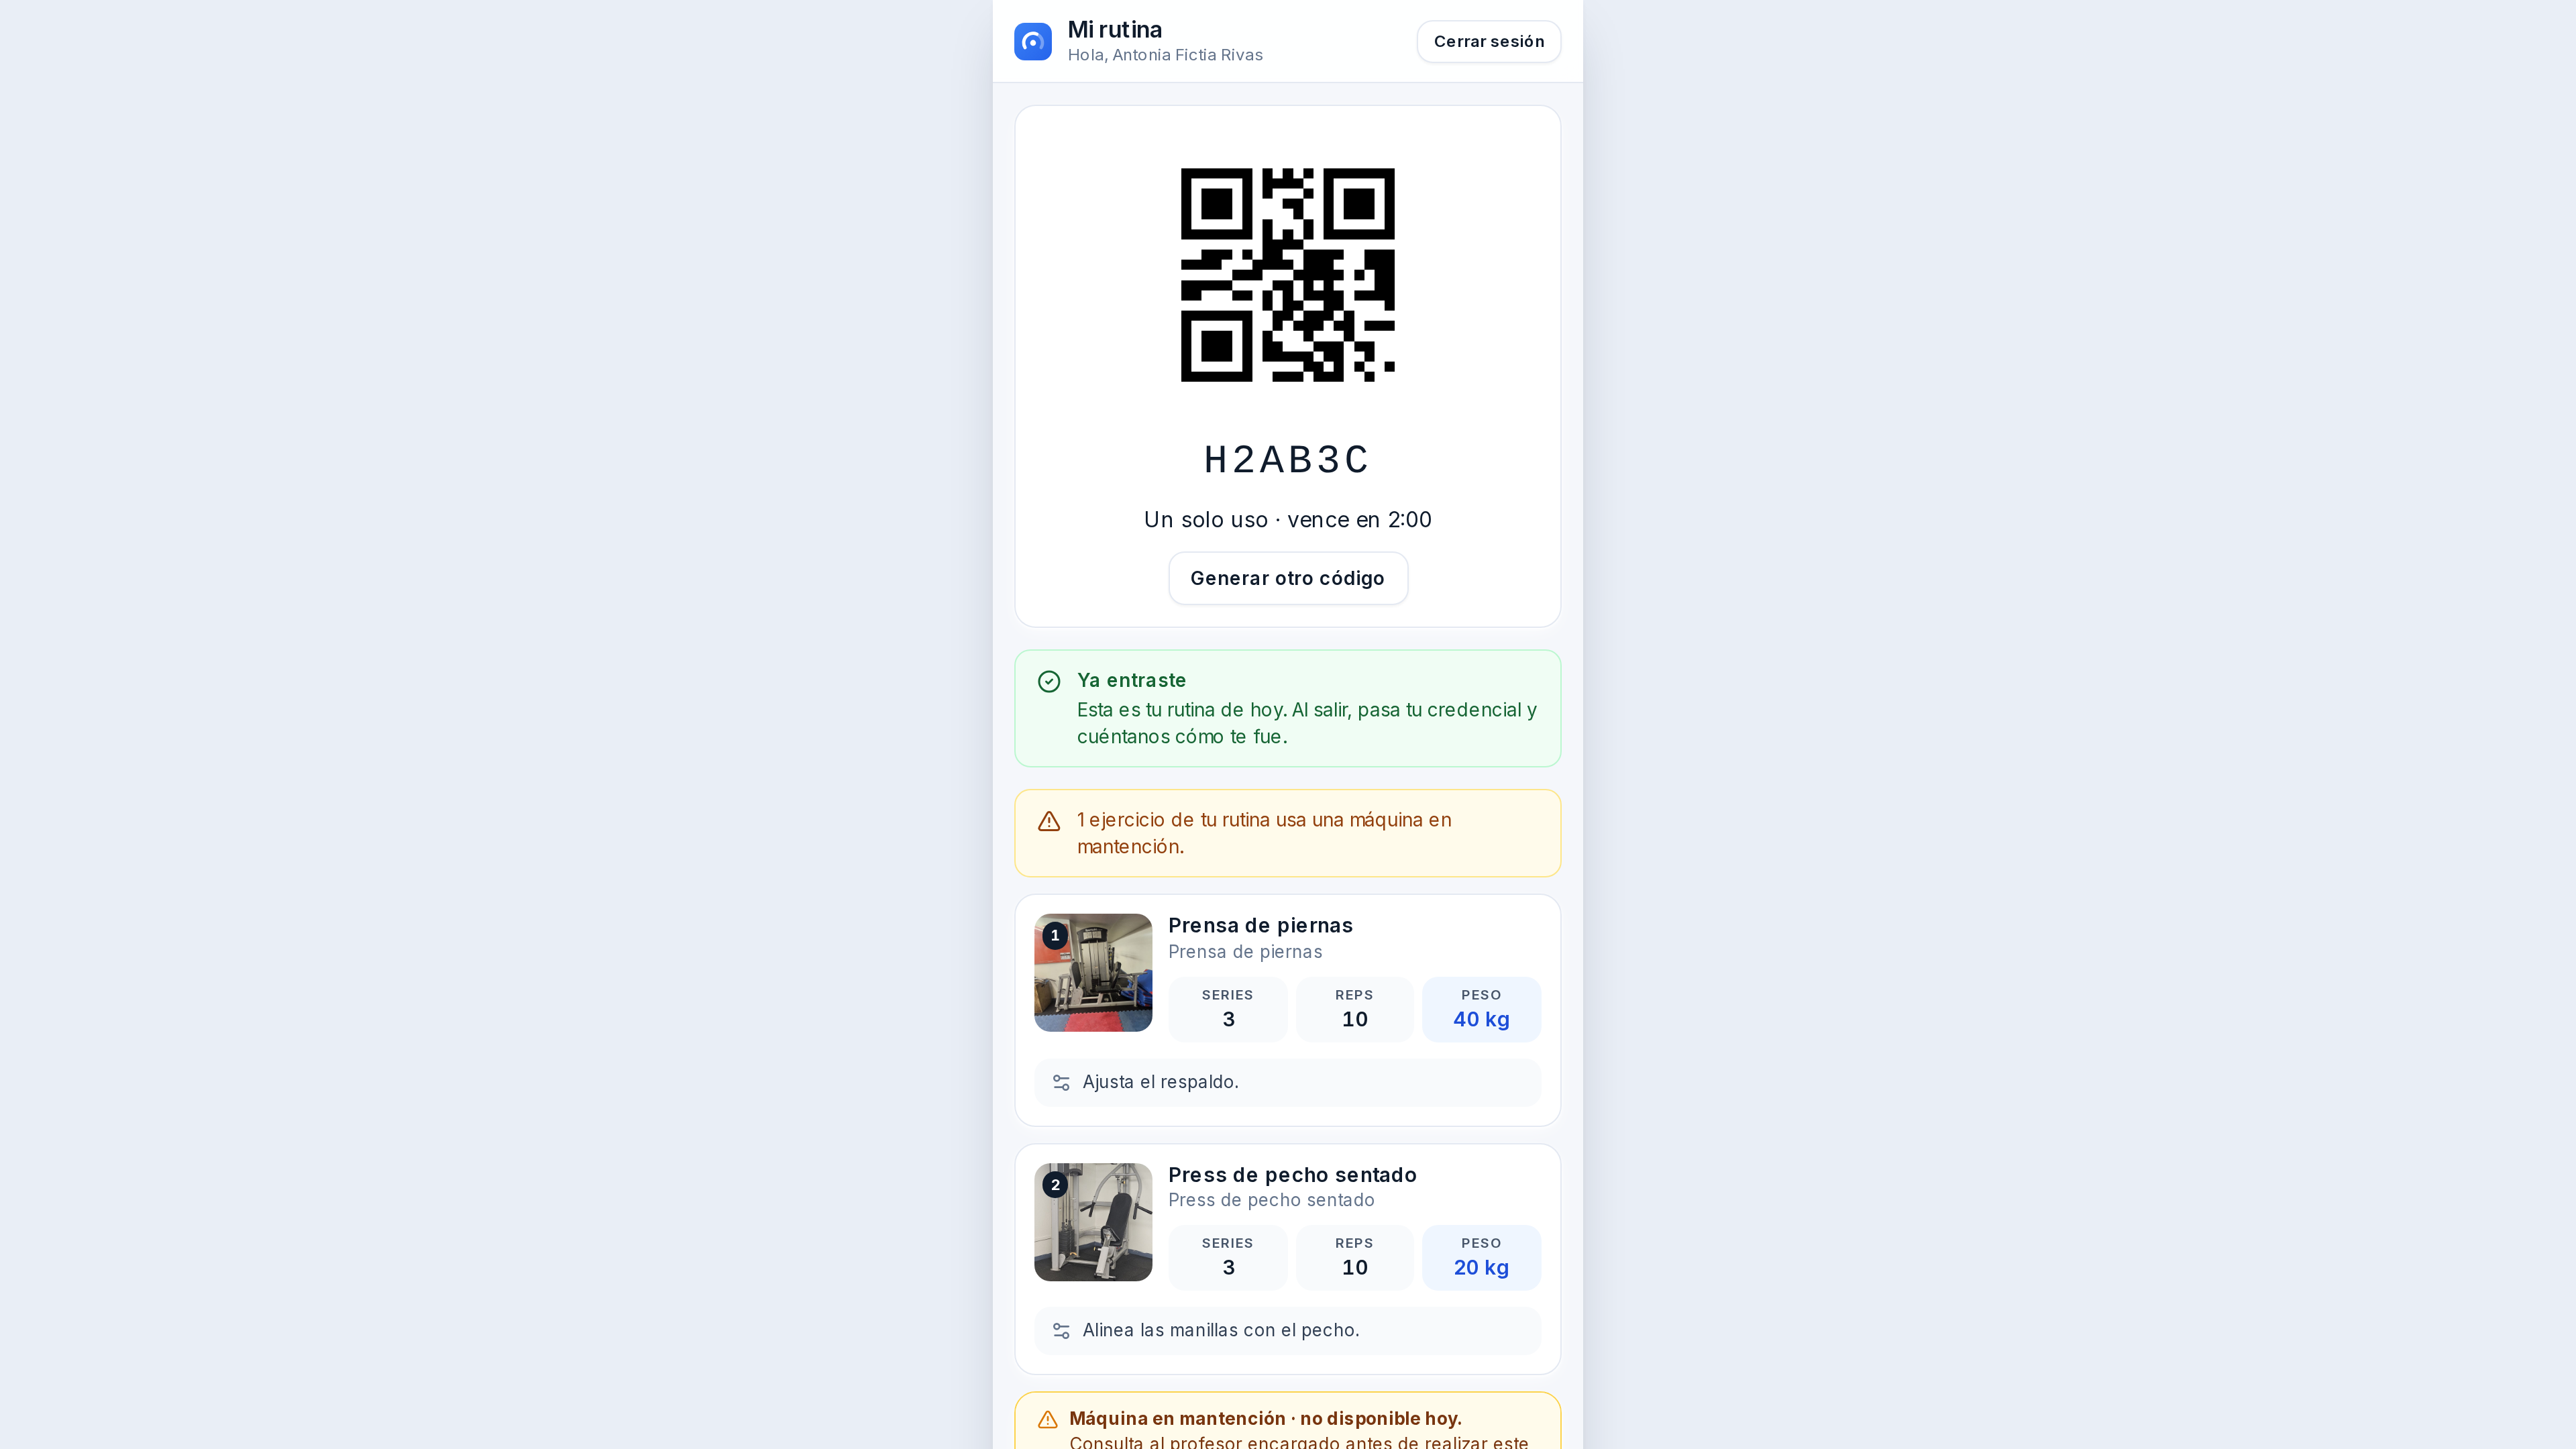 Mi rutina
Hola, Antonia Fictia Rivas
Cerrar sesión
H2AB3C
Un solo uso · vence en 2:00
Generar otro código
Ya entraste
Esta es tu rutina de hoy. Al salir, pasa tu credencial y
cuéntanos cómo te fue.
1 ejercicio de tu rutina usa una máquina en
mantención.
1
Prensa de piernas
Prensa de piernas
SERIES
3
REPS
10
PESO
40 kg
Ajusta el respaldo.
2
Press de pecho sentado
Press de pecho sentado
SERIES
3
REPS
10
PESO
20 kg
Alinea las manillas con el pecho.
Máquina en mantención · no disponible hoy.
Consulta al profesor encargado antes de realizar este